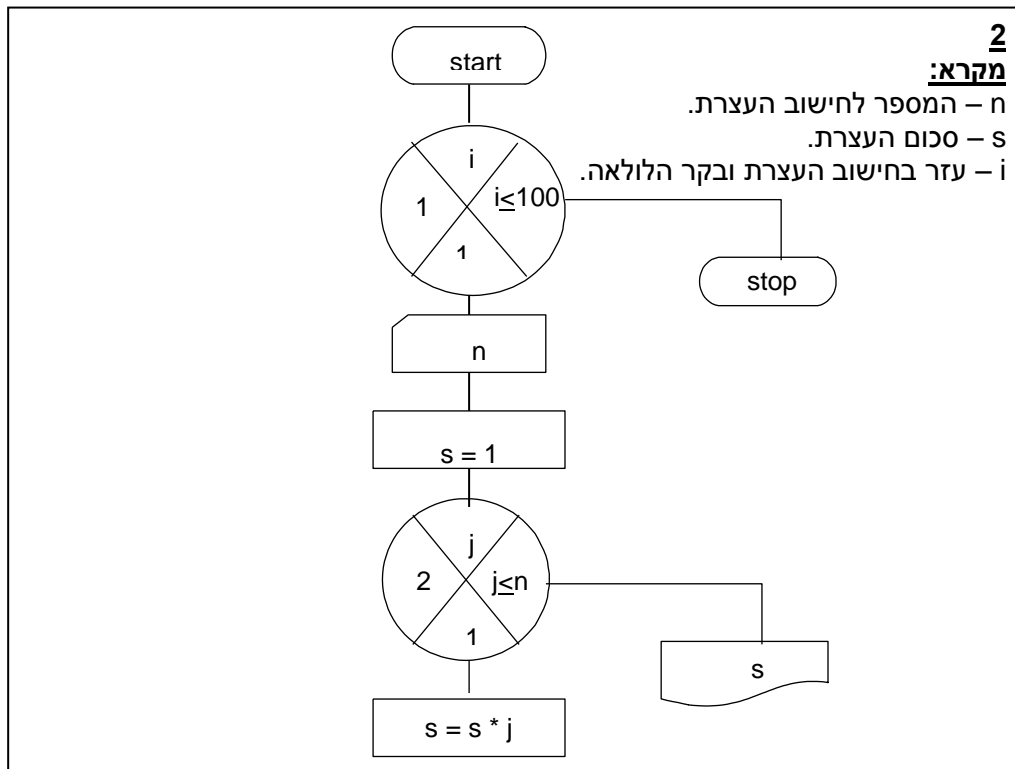 2
מקרא:
n – המספר לחישוב העצרת.
s – סכום העצרת.
i – עזר בחישוב העצרת ובקר הלולאה.
start
i
1
i≤100
1
stop
n
s = 1
j
2
j≤n
1
s
s = s * j